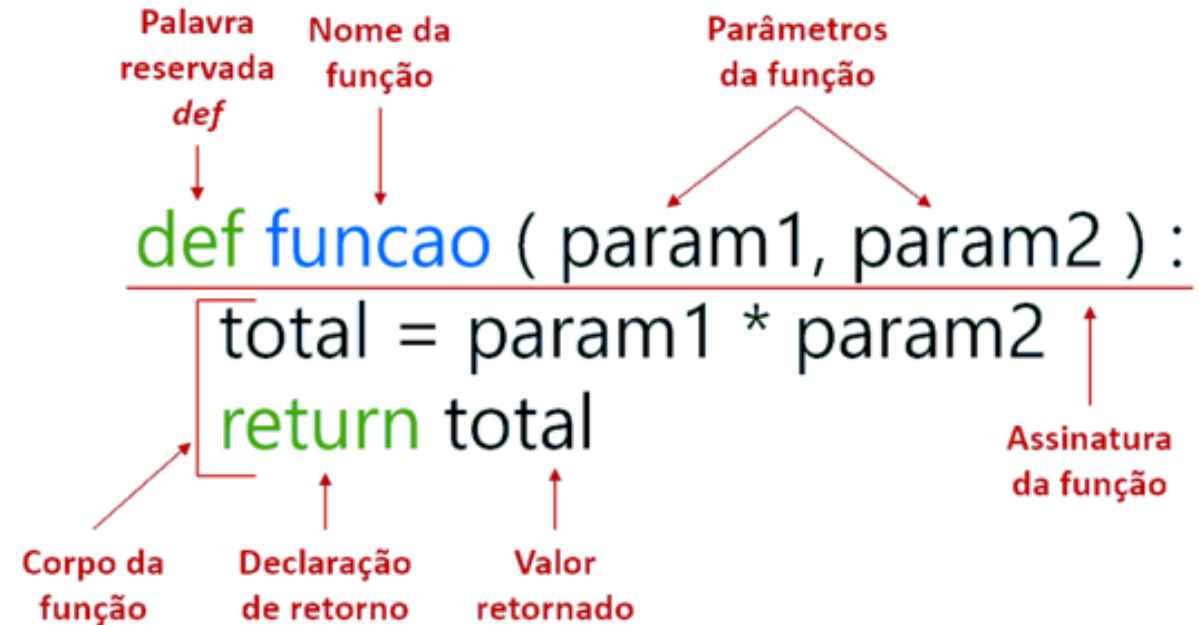 Palavra
reservada
def
Nome da
função
Parâmetros
da função
def funcao ( param1, param2 ) :
total = param1 * param2
return total
Assinatura
da função
Corpo da
função
Declaração
de retorno
Valor
retornado